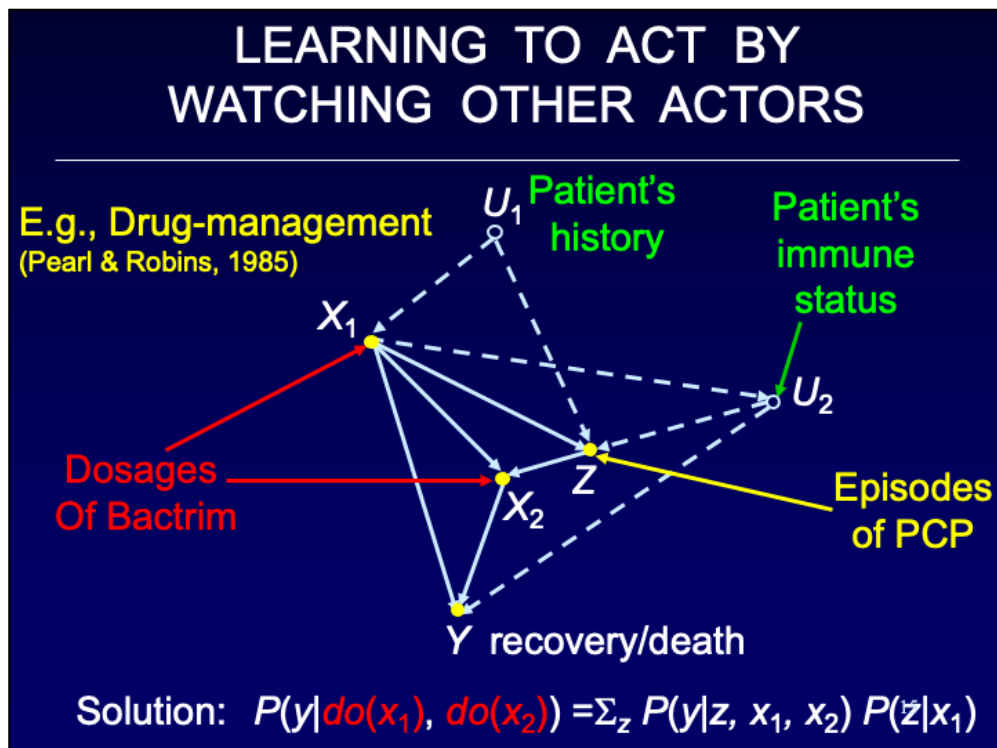 LEARNING TO ACT BY
WATCHING OTHER ACTORS
E.g., Drug-management
(Pearl & Robins, 1985)
U₁
Patient's
history
Patient's
immune
status
X₁
U₂
Dosages
Of Bactrim
Z
X₂
Episodes
of PCP
Y recovery/death
Solution: P(y|do(x₁), do(x₂)) =Σz P(y|z, x₁, x₂) P(z|x₁)